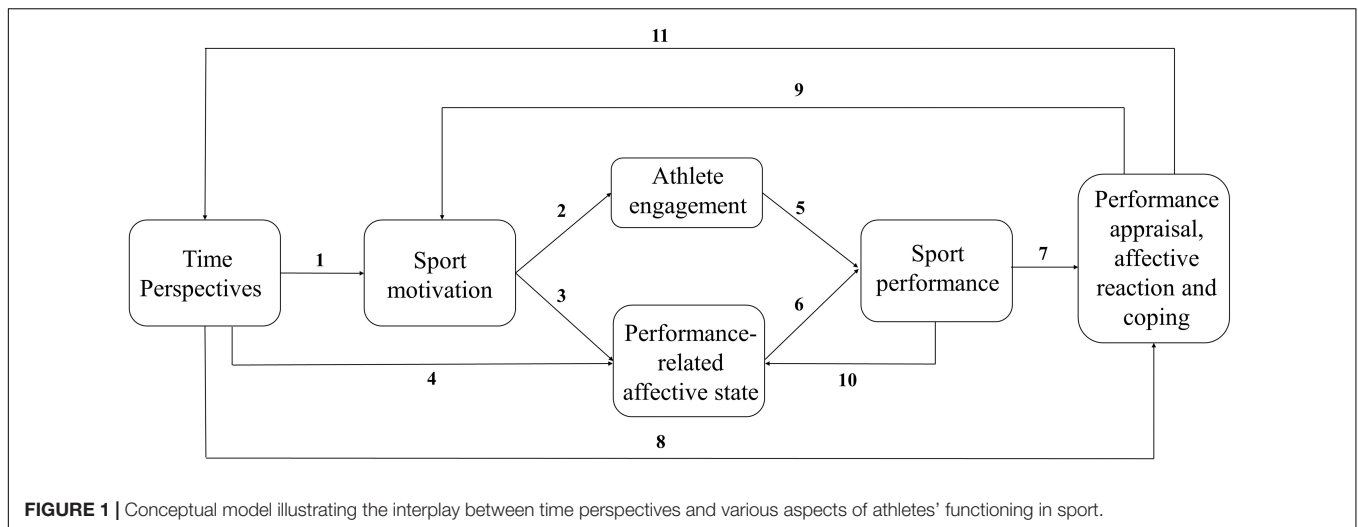 11
9
Athlete
engagement
2
5
Performance
appraisal,
affective
reaction and
coping
Time
Perspectives
1
Sport
motivation
Sport
performance
7
3
6
Performance-
related
affective state
4
10
8
FIGURE 1 | Conceptual model illustrating the interplay between time perspectives and various aspects of athletes’ functioning in sport.